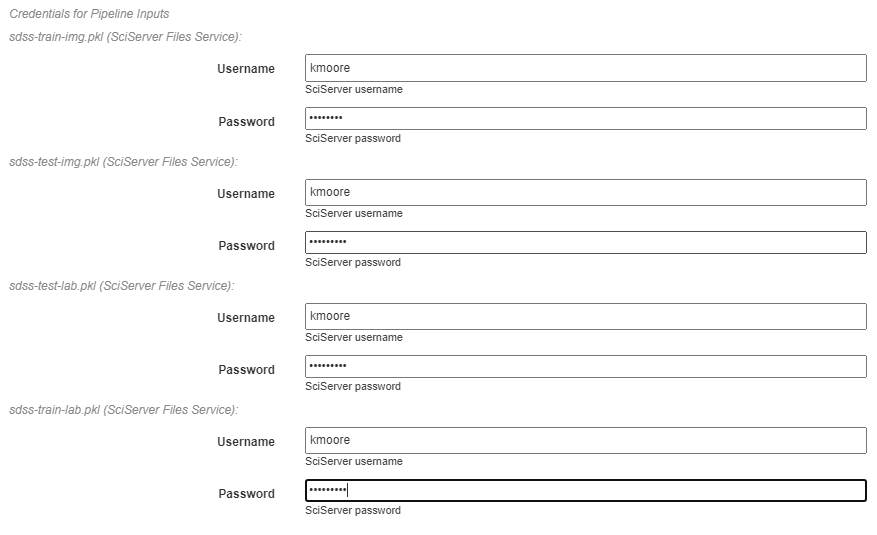 Credentials for Pipeline Inputs
sdss-train-img.pkl (SciServer Files Service):
Username kmoore
SciServer username
Password ••••••••
SciServer password
sdss-test-img.pkl (SciServer Files Service):
Username kmoore
SciServer username
Password •••••••••
SciServer password
sdss-test-lab.pkl (SciServer Files Service):
Username kmoore
SciServer username
Password •••••••••
SciServer password
sdss-train-lab.pkl (SciServer Files Service):
Username kmoore
SciServer username
Password •••••••••
SciServer password